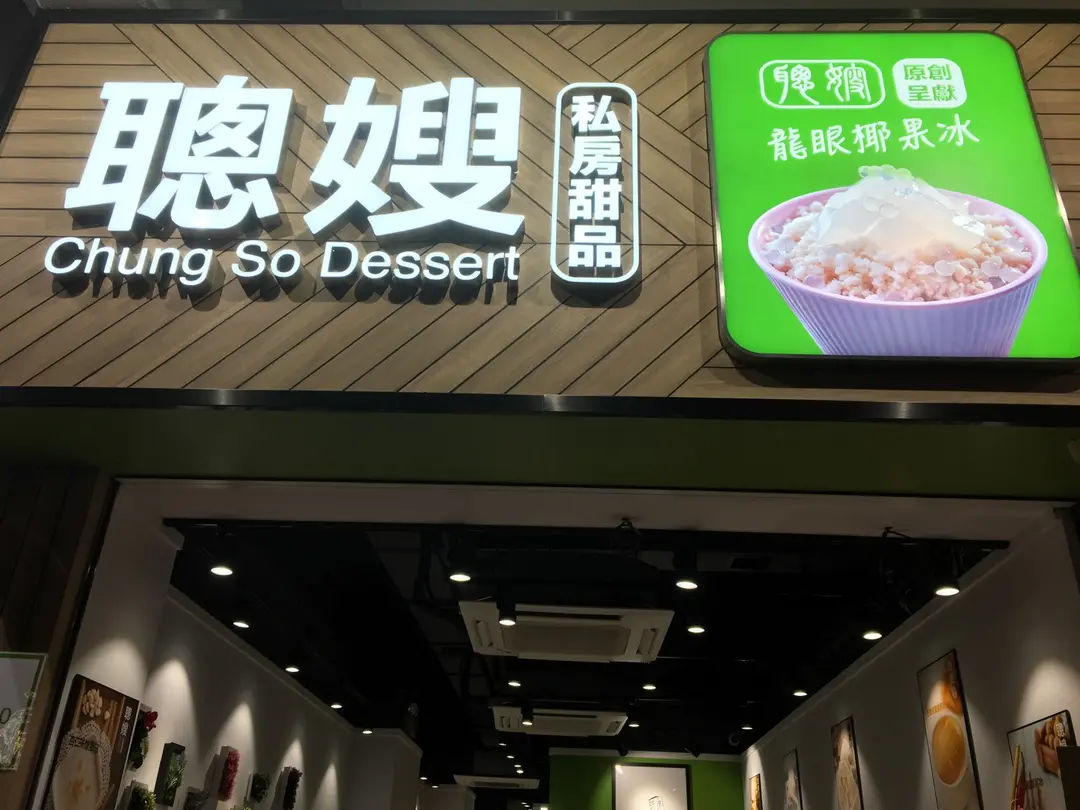 聰嫂
Chung So Dessert
私房甜品
聰嫂
原創
呈獻
龍眼椰果冰